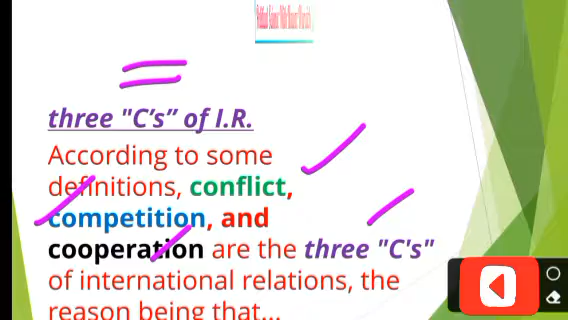 three "C's" of I.R.
According to some
definitions, conflict,
competition, and
cooperation are the three "C's"
of international relations, the
reason being that...